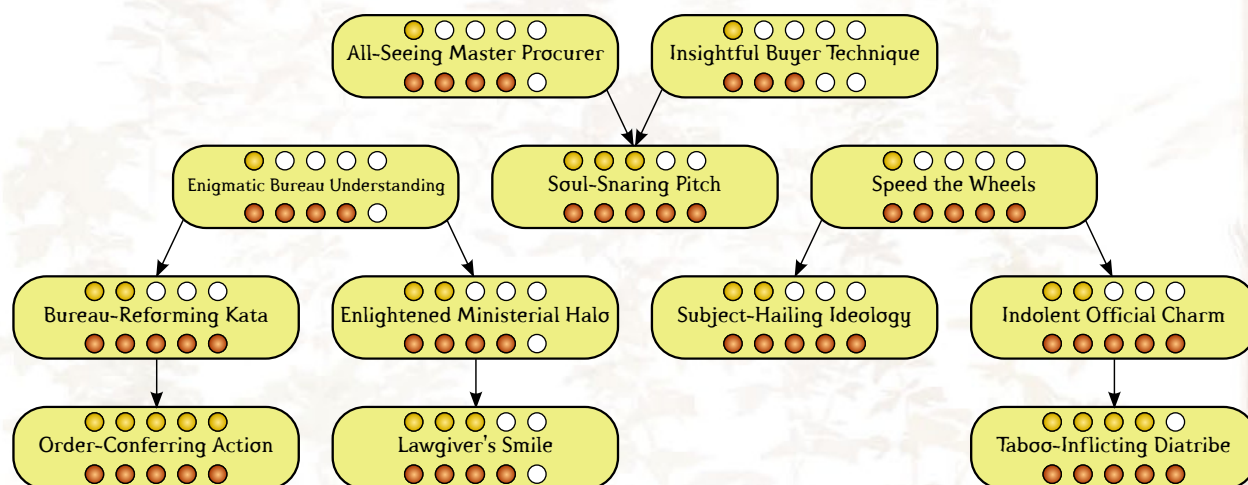 All-Seeing Master Procurer
Insightful Buyer Technique
Enigmatic Bureau Understanding
Soul-Snaring Pitch
Speed the Wheels
Bureau-Reforming Kata
Enlightened Ministerial Halo
Subject-Hailing Ideology
Indolent Official Charm
Order-Conferring Action
Lawgiver's Smile
Taboo-Inflicting Diatribe